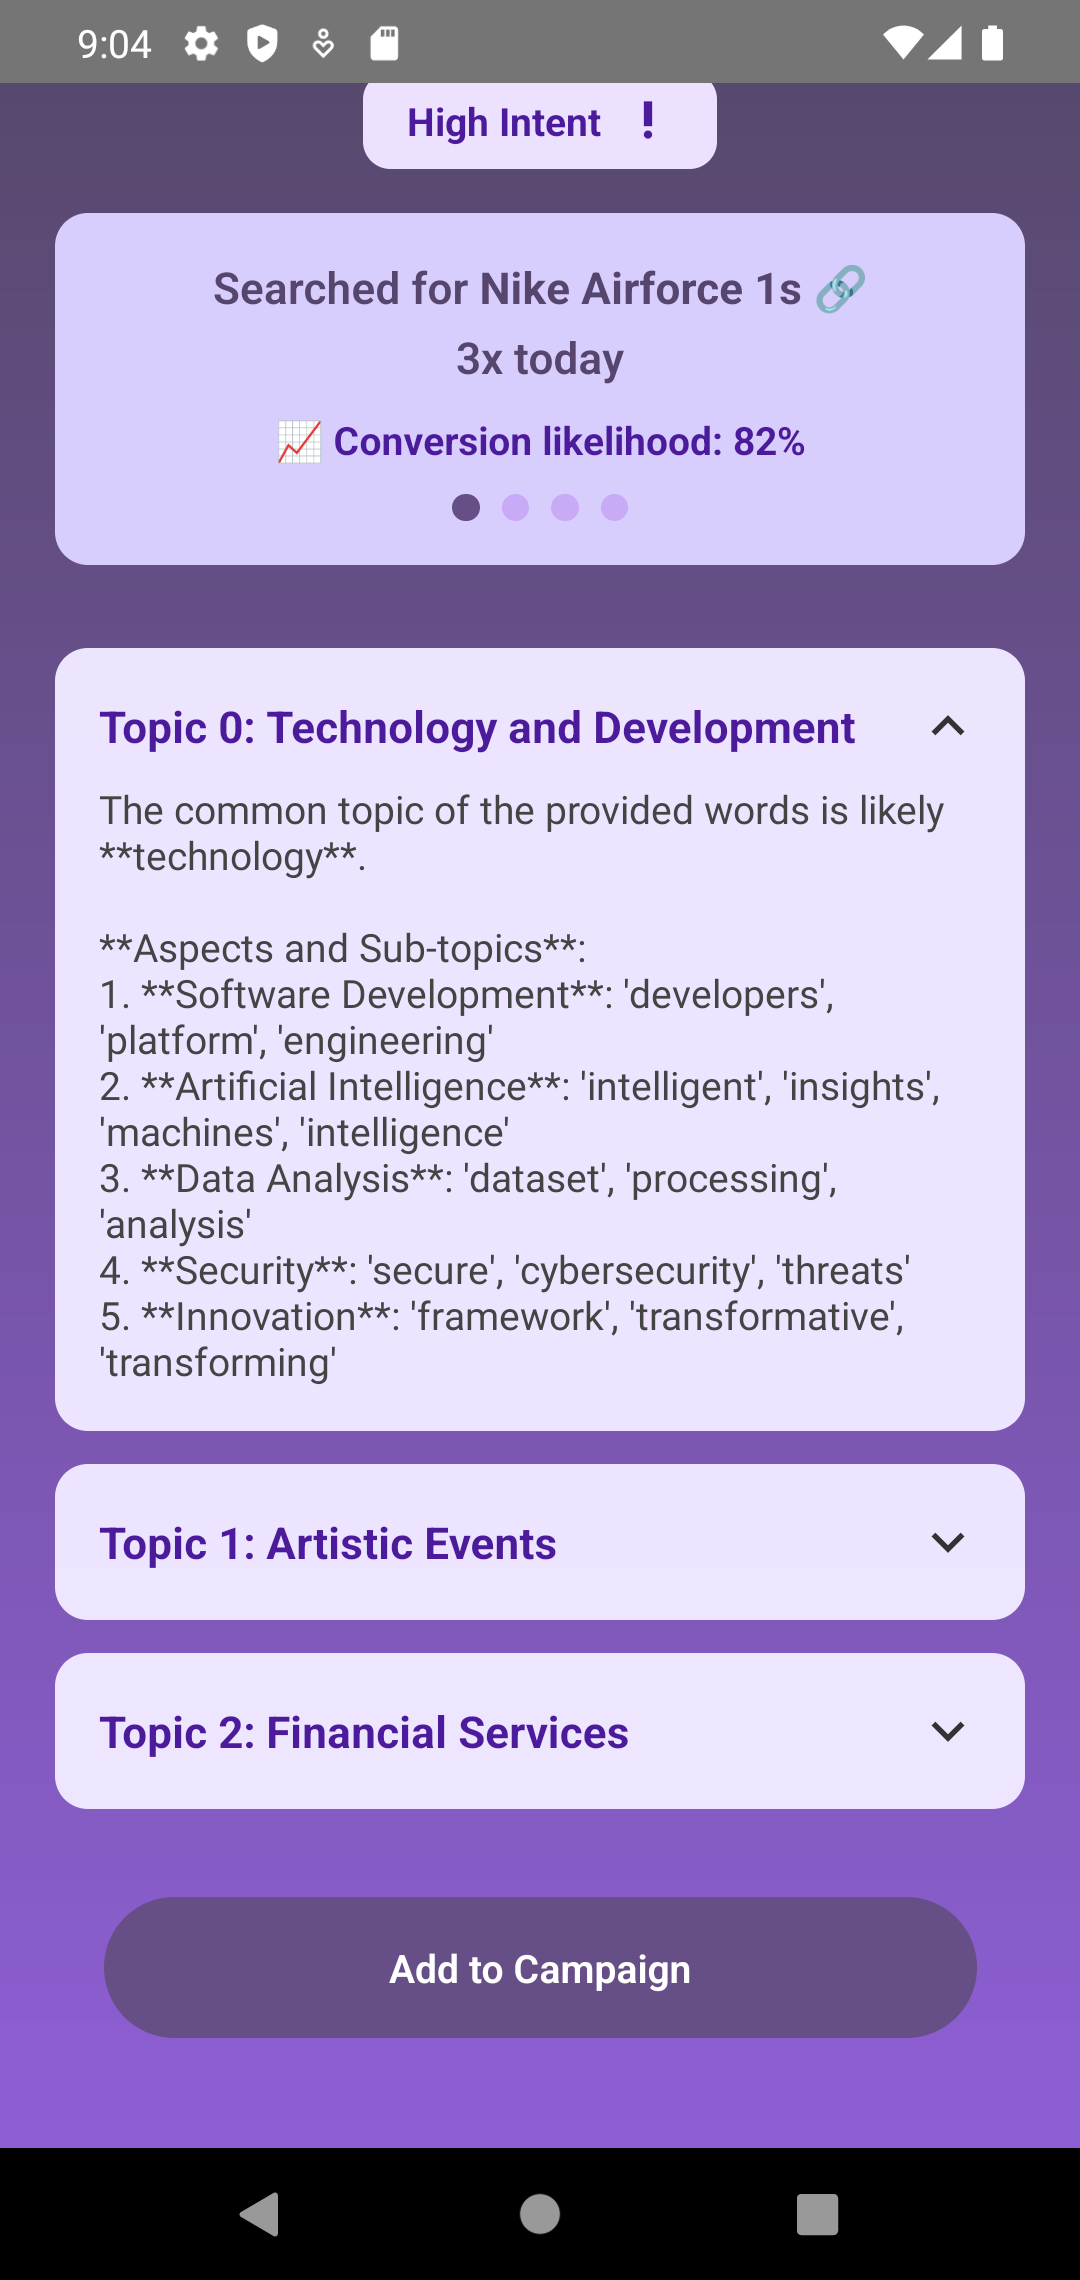 9:04
High Intent !
Searched for Nike Airforce 1s 🔗
3x today
📈 Conversion likelihood: 82%
Topic 0: Technology and Development
The common topic of the provided words is likely
**technology**.
**Aspects and Sub-topics**:
1. **Software Development**: 'developers',
'platform', 'engineering'
2. **Artificial Intelligence**: 'intelligent', 'insights',
'machines', 'intelligence'
3. **Data Analysis**: 'dataset', 'processing',
'analysis'
4. **Security**: 'secure', 'cybersecurity', 'threats'
5. **Innovation**: 'framework', 'transformative',
'transforming'
Topic 1: Artistic Events
Topic 2: Financial Services
Add to Campaign